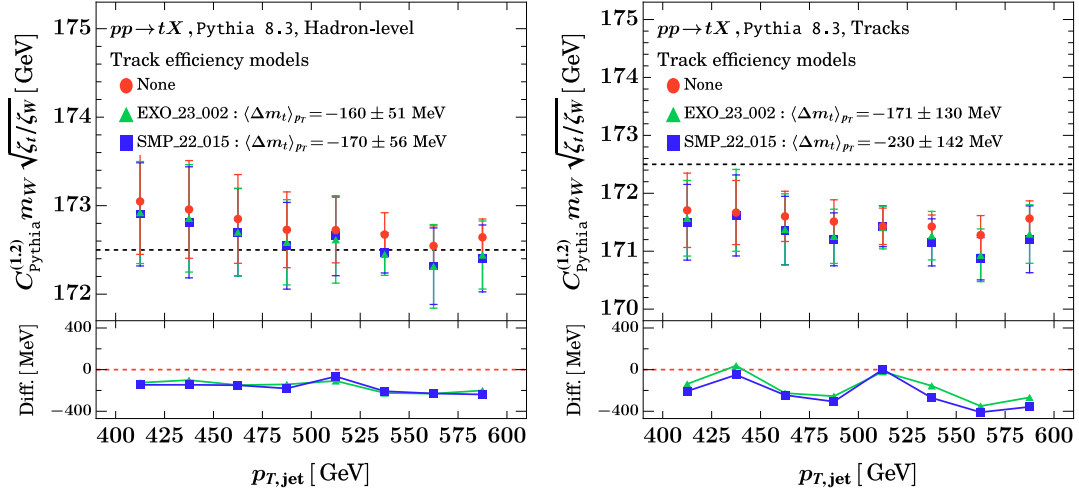 pp→tX , Pythia 8.3, Hadron-level
Track efficiency models
None
EXO_23_002 : ⟨Δm_t⟩_{p_T} = −160 ± 51 MeV
SMP_22_015 : ⟨Δm_t⟩_{p_T} = −170 ± 56 MeV
C^{(1.2)}_{Pythia} m_W √ζ_t/ζ_W [ GeV]
175
174
173
172
Diff. [MeV]
400
0
−400
400 425 450 475 500 525 550 575 600
p_{T,jet} [ GeV]
pp→tX , Pythia 8.3, Tracks
Track efficiency models
None
EXO_23_002 : ⟨Δm_t⟩_{p_T} = −171 ± 130 MeV
SMP_22_015 : ⟨Δm_t⟩_{p_T} = −230 ± 142 MeV
C^{(1.2)}_{Pythia} m_W √ζ_t/ζ_W [ GeV]
175
174
173
172
171
170
Diff. [MeV]
400
0
−400
400 425 450 475 500 525 550 575 600
p_{T,jet} [ GeV]